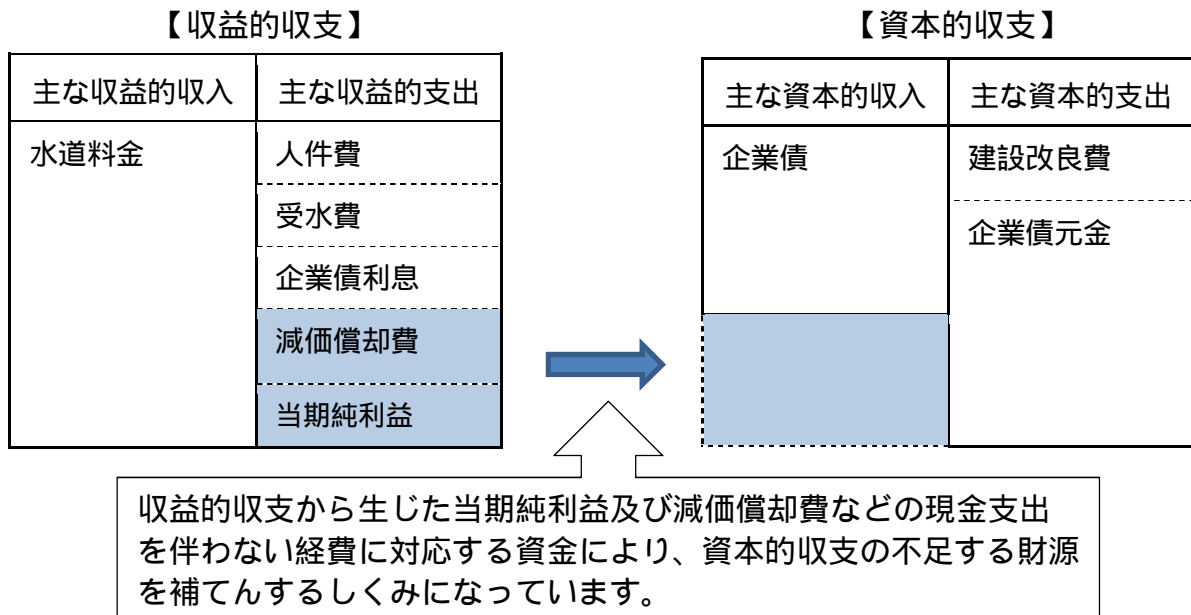 【収益的収支】
主な収益的収入 主な収益的支出
水道料金 人件費
受水費
企業債利息
減価償却費
当期純利益
【資本的収支】
主な資本的収入 主な資本的支出
企業債 建設改良費
企業債元金
収益的収支から生じた当期純利益及び減価償却費などの現金支出
を伴わない経費に対応する資金により、資本的収支の不足する財源
を補てんするしくみになっています。